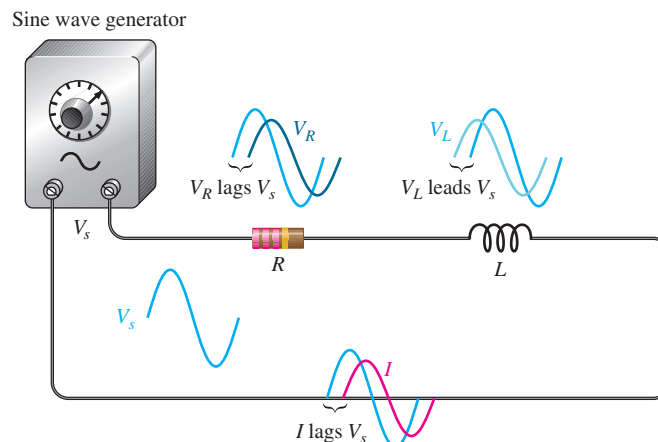 Sine wave generator
V_R
V_R lags V_s
V_L
V_L leads V_s
V_s
R
L
V_s
I
I lags V_s